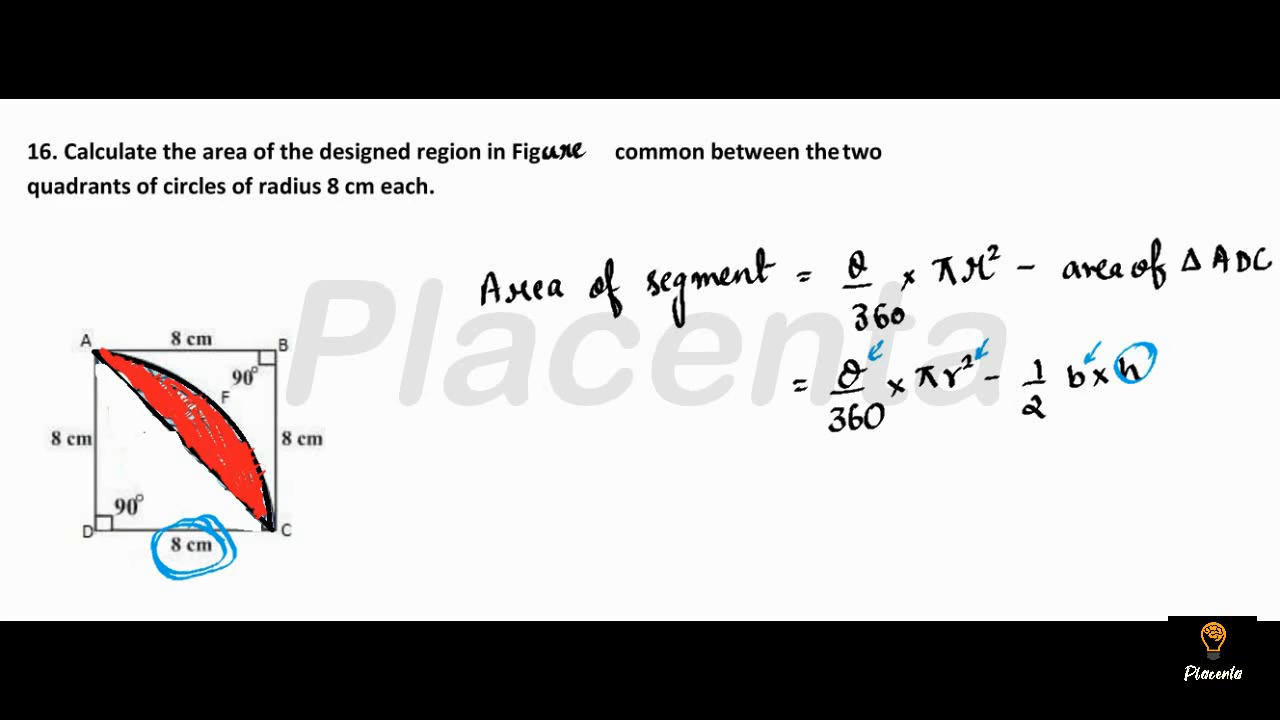 16. Calculate the area of the designed region in Figure common between the two
quadrants of circles of radius 8 cm each.
Area of segment = θ/360 × πr² - area of Δ ADC
= θ/360 × πr² - 1/2 b × h
Placenta
A 8 cm B
90°
F
8 cm 8 cm
90°
D C
8 cm
Placenta